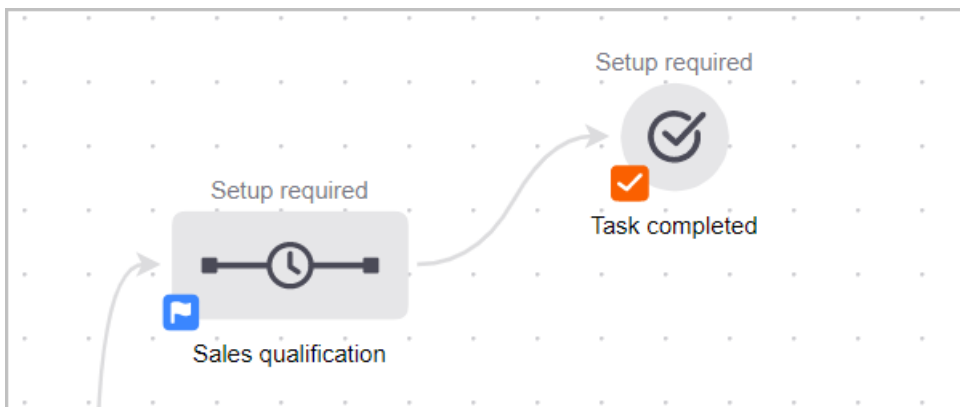 Setup required
Task completed
Setup required
Sales qualification